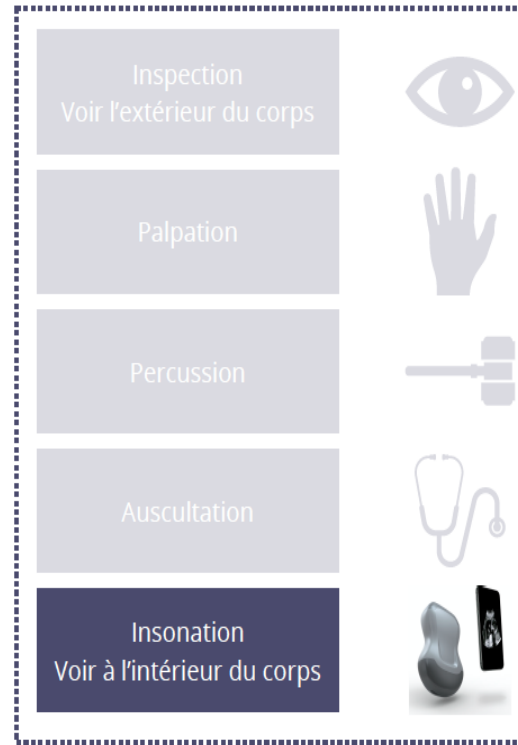 Inspection
Voir l'extérieur du corps
Palpation
Percussion
Auscultation
Insonation
Voir à l'intérieur du corps